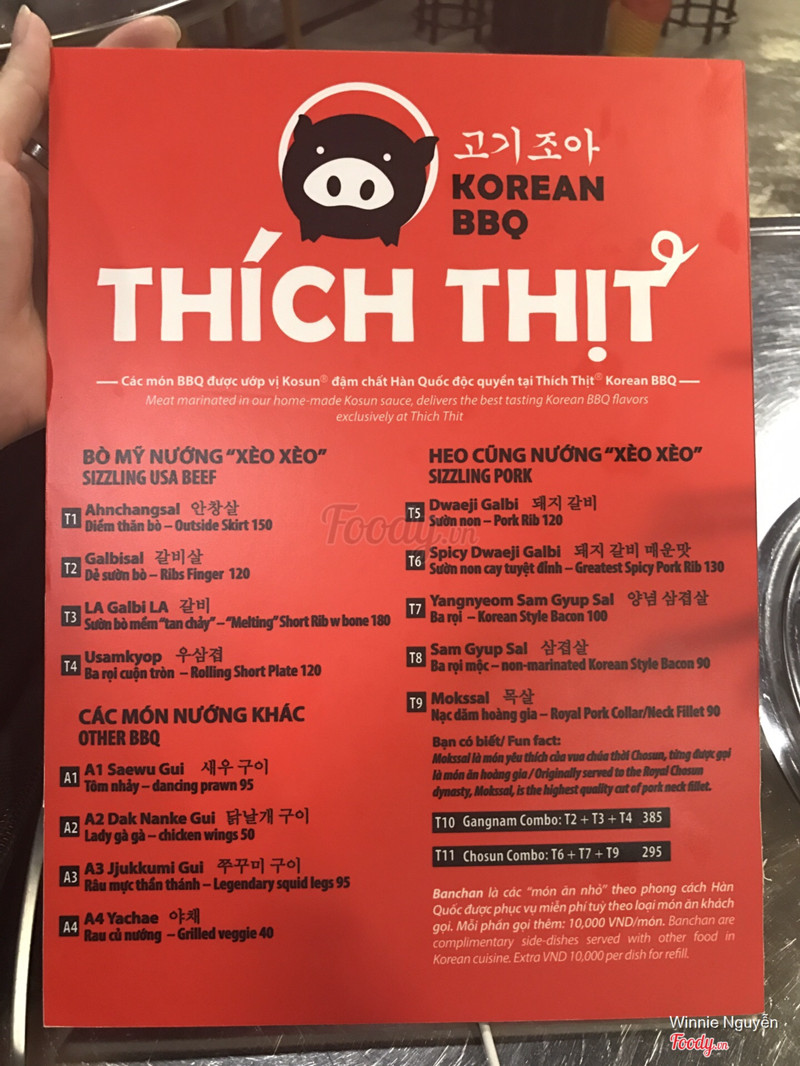 고기조아
KOREAN
BBQ
THÍCH THỊT
Các món BBQ được ướp vị Kosun® đậm chất Hàn Quốc độc quyền tại Thích Thịt® Korean BBQ
Meat marinated in our home-made Kosun sauce, delivers the best tasting Korean BBQ flavors
exclusively at Thich Thit
BÒ MỸ NƯỚNG “XÈO XÈO”
SIZZLING USA BEEF
T1 Ahnchangsal 안창살
Diềm thăn bò – Outside Skirt 150
T2 Galbisal 갈비살
Dẻ sườn bò – Ribs Finger 120
T3 LA Galbi LA 갈비
Sườn bò mềm “tan chảy” – “Melting” Short Rib w bone 180
T4 Usamkyop 우삼겹
Ba rọi cuộn tròn – Rolling Short Plate 120
CÁC MÓN NƯỚNG KHÁC
OTHER BBQ
A1 A1 Saewu Gui 새우 구이
Tôm nhảy – dancing prawn 95
A2 A2 Dak Nanke Gui 닭날개 구이
Lady gà gà – chicken wings 50
A3 A3 Jjukkumi Gui 쭈꾸미 구이
Râu mực thần thánh – Legendary squid legs 95
A4 A4 Yachae 야채
Rau củ nướng – Grilled veggie 40
HEO CŨNG NƯỚNG “XÈO XÈO”
SIZZLING PORK
T5 Dwaeji Galbi 돼지 갈비
Sườn non – Pork Rib 120
T6 Spicy Dwaeji Galbi 돼지 갈비 매운맛
Sườn non cay tuyệt đỉnh – Greatest Spicy Pork Rib 130
T7 Yangnyeom Sam Gyup Sal 양념 삼겹살
Ba rọi – Korean Style Bacon 100
T8 Sam Gyup Sal 삼겹살
Ba rọi mộc – non-marinated Korean Style Bacon 90
T9 Mokssal 목살
Nạc dăm hoàng gia – Royal Pork Collar/Neck Fillet 90
Bạn có biết/ Fun fact:
Mokssal là món yêu thích của vua chúa thời Chosun, từng được gọi
là món ăn hoàng gia / Originally served to the Royal Chosun
dynasty, Mokssal, is the highest quality cut of pork neck fillet.
T10 Gangnam Combo: T2 + T3 + T4 385
T11 Chosun Combo: T6 + T7 + T9 295
Banchan là các “món ăn nhỏ” theo phong cách Hàn
Quốc được phục vụ miễn phí tuỳ theo loại món ăn khách
gọi. Mỗi phần gọi thêm: 10,000 VND/món. Banchan are
complimentary side-dishes served with other food in
Korean cuisine. Extra VND 10,000 per dish for refill.
Foody.vn
Winnie Nguyễn
Foody.vn